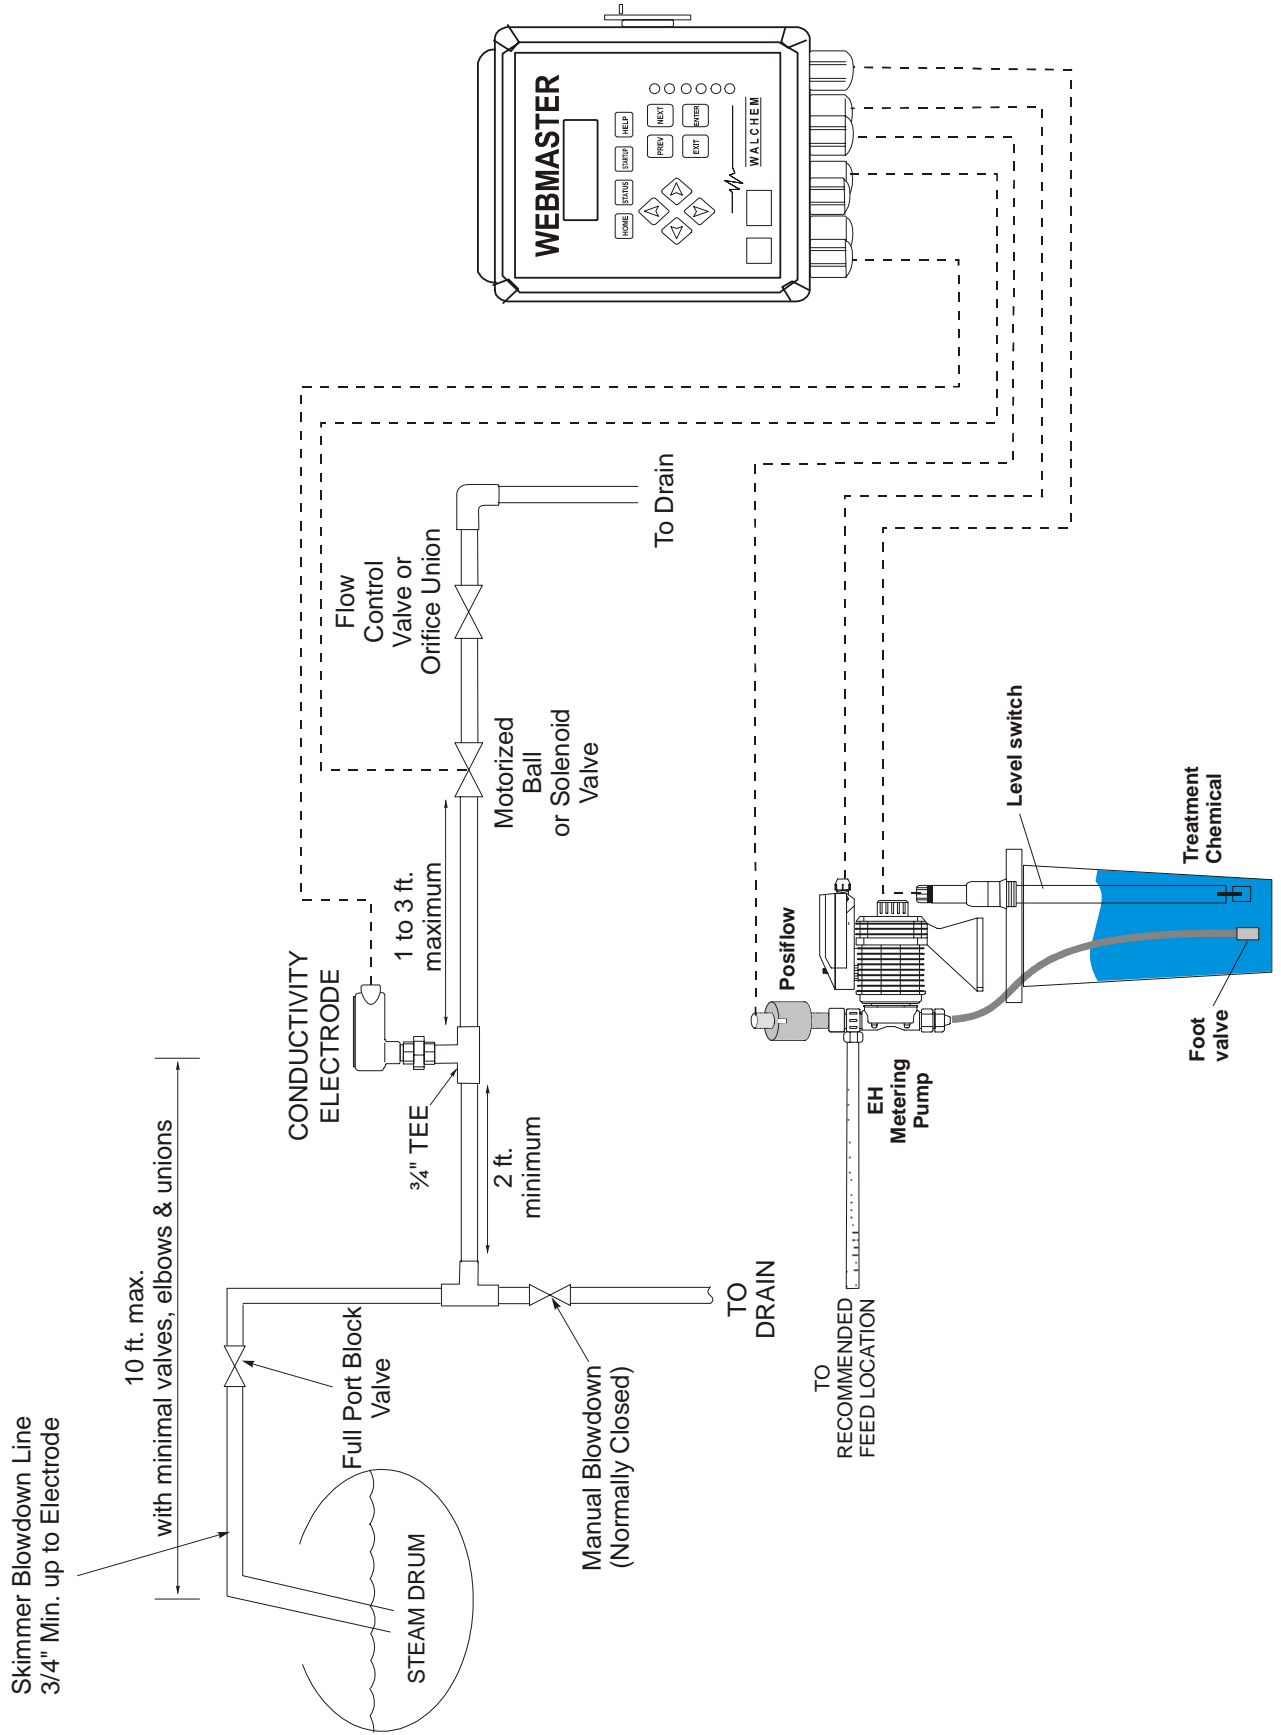 Skimmer Blowdown Line
3/4" Min. up to Electrode
10 ft. max.
with minimal valves, elbows & unions
Full Port Block
Valve
STEAM DRUM
Manual Blowdown
(Normally Closed)
TO
DRAIN
CONDUCTIVITY
ELECTRODE
¾" TEE
2 ft.
minimum
1 to 3 ft.
maximum
Motorized
Ball
or Solenoid
Valve
Flow
Control
Valve or
Orifice Union
To Drain
WEBMASTER
HOME
STATUS
STARTUP
HELP
PREV
NEXT
EXIT
ENTER
WALCHEM
TO
RECOMMENDED
FEED LOCATION
EH
Metering
Pump
Posiflow
Foot
valve
Level switch
Treatment
Chemical